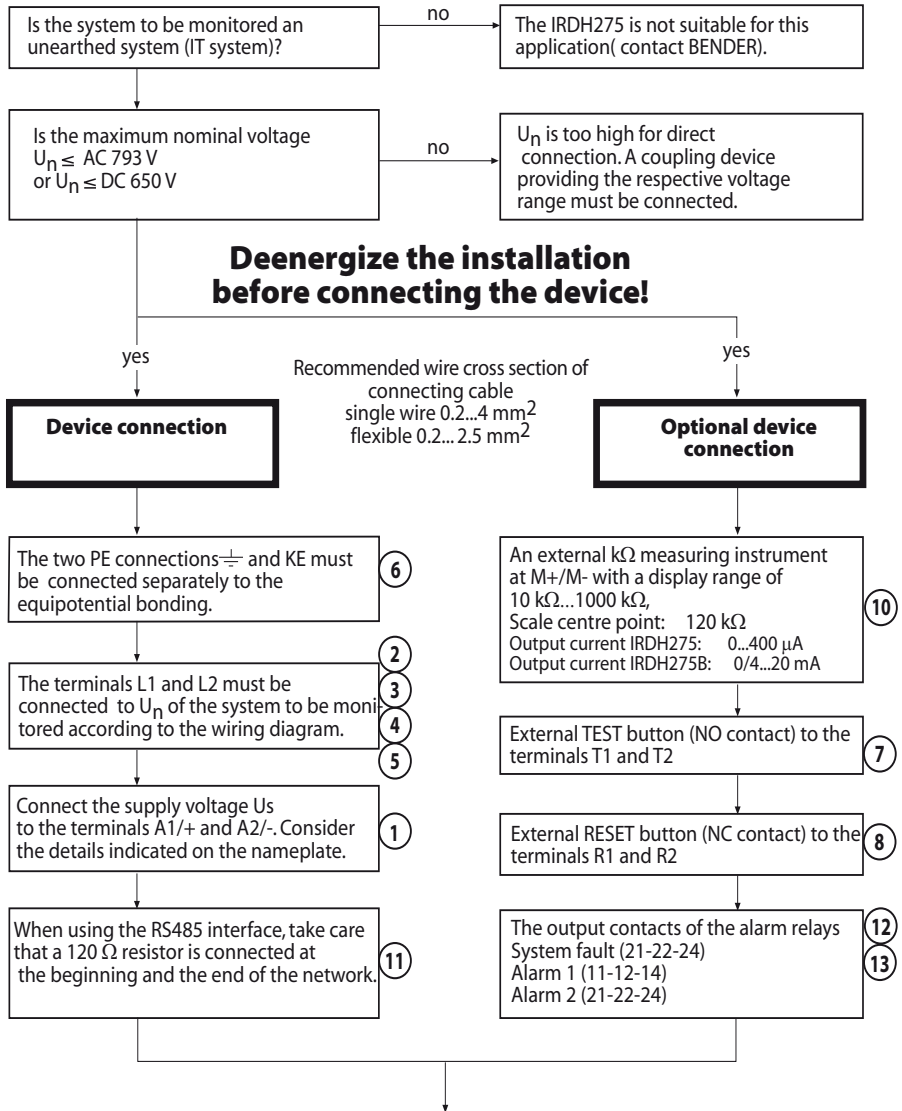 Is the system to be monitored an
unearthed system (IT system)?
no
The IRDH275 is not suitable for this
application( contact BENDER).
Is the maximum nominal voltage
Un ≤ AC 793 V
or Un ≤ DC 650 V
no
Un is too high for direct
connection. A coupling device
providing the respective voltage
range must be connected.
Deenergize the installation
before connecting the device!
yes
Recommended wire cross section of
connecting cable
single wire 0.2...4 mm2
flexible 0.2... 2.5 mm2
yes
Device connection
Optional device
connection
The two PE connections⏚ and KE must
be connected separately to the
equipotential bonding.
6
The terminals L1 and L2 must be
connected to Un of the system to be moni-
tored according to the wiring diagram.
2
3
4
5
Connect the supply voltage Us
to the terminals A1/+ and A2/-. Consider
the details indicated on the nameplate.
1
When using the RS485 interface, take care
that a 120 Ω resistor is connected at
the beginning and the end of the network.
11
An external kΩ measuring instrument
at M+/M- with a display range of
10 kΩ...1000 kΩ,
Scale centre point: 120 kΩ
Output current IRDH275: 0...400 μA
Output current IRDH275B: 0/4...20 mA
10
External TEST button (NO contact) to the
terminals T1 and T2
7
External RESET button (NC contact) to the
terminals R1 and R2
8
The output contacts of the alarm relays
System fault (21-22-24)
Alarm 1 (11-12-14)
Alarm 2 (21-22-24)
12
13